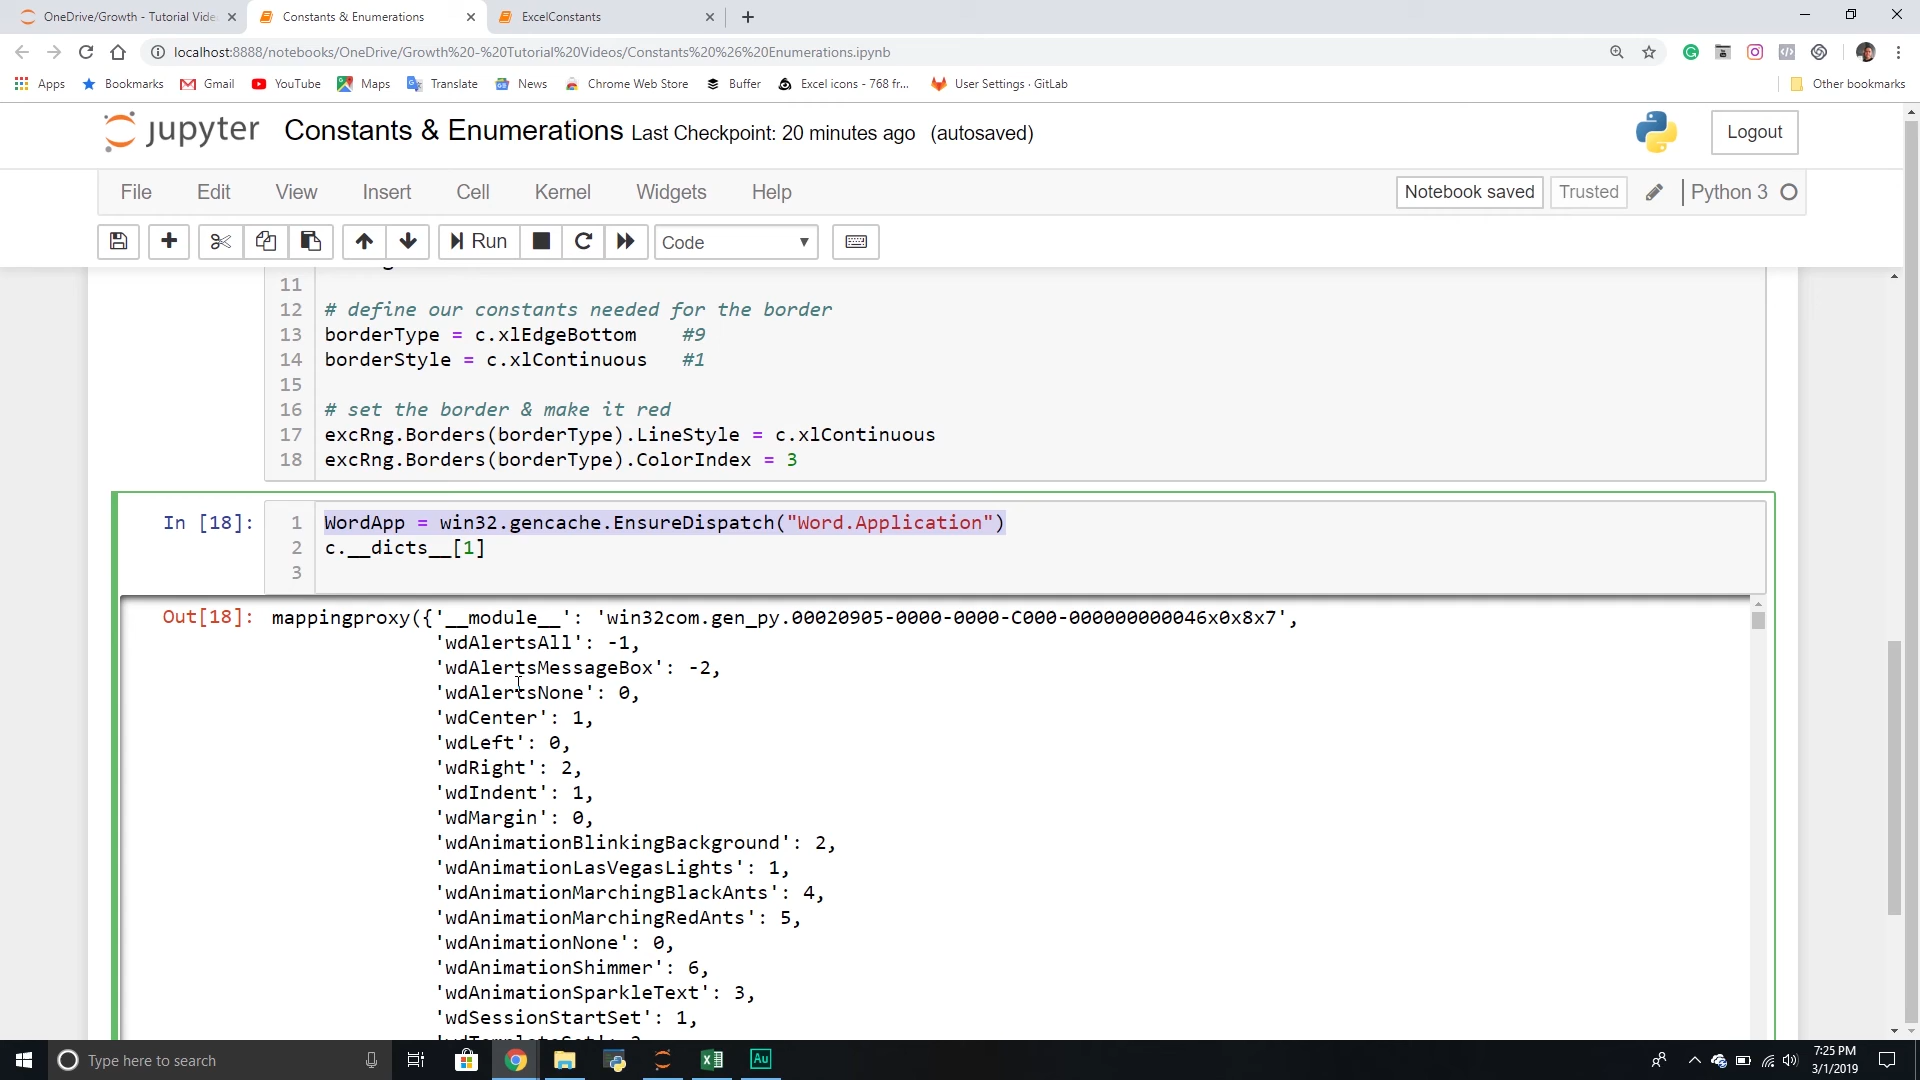 OneDrive/Growth - Tutorial Vide
Constants & Enumerations
ExcelConstants
localhost:8888/notebooks/OneDrive/Growth%20-%20Tutorial%20Videos/Constants%20%26%20Enumerations.ipynb
Apps Bookmarks Gmail YouTube Maps Translate News Chrome Web Store Buffer Excel icons - 768 fr... User Settings · GitLab Other bookmarks
jupyter Constants & Enumerations Last Checkpoint: 20 minutes ago (autosaved) Logout
File Edit View Insert Cell Kernel Widgets Help Notebook saved Trusted Python 3
Run Code
11
12 # define our constants needed for the border
13 borderType = c.xlEdgeBottom #9
14 borderStyle = c.xlContinuous #1
15
16 # set the border & make it red
17 excRng.Borders(borderType).LineStyle = c.xlContinuous
18 excRng.Borders(borderType).ColorIndex = 3
In [18]: 1 WordApp = win32.gencache.EnsureDispatch("Word.Application")
2 c.__dicts__[1]
3
Out[18]: mappingproxy({'__module__': 'win32com.gen_py.00020905-0000-0000-C000-000000000046x0x8x7',
'wdAlertsAll': -1,
'wdAlertsMessageBox': -2,
'wdAlertsNone': 0,
'wdCenter': 1,
'wdLeft': 0,
'wdRight': 2,
'wdIndent': 1,
'wdMargin': 0,
'wdAnimationBlinkingBackground': 2,
'wdAnimationLasVegasLights': 1,
'wdAnimationMarchingBlackAnts': 4,
'wdAnimationMarchingRedAnts': 5,
'wdAnimationNone': 0,
'wdAnimationShimmer': 6,
'wdAnimationSparkleText': 3,
'wdSessionStartSet': 1,
Type here to search
Au
7:25 PM
3/1/2019